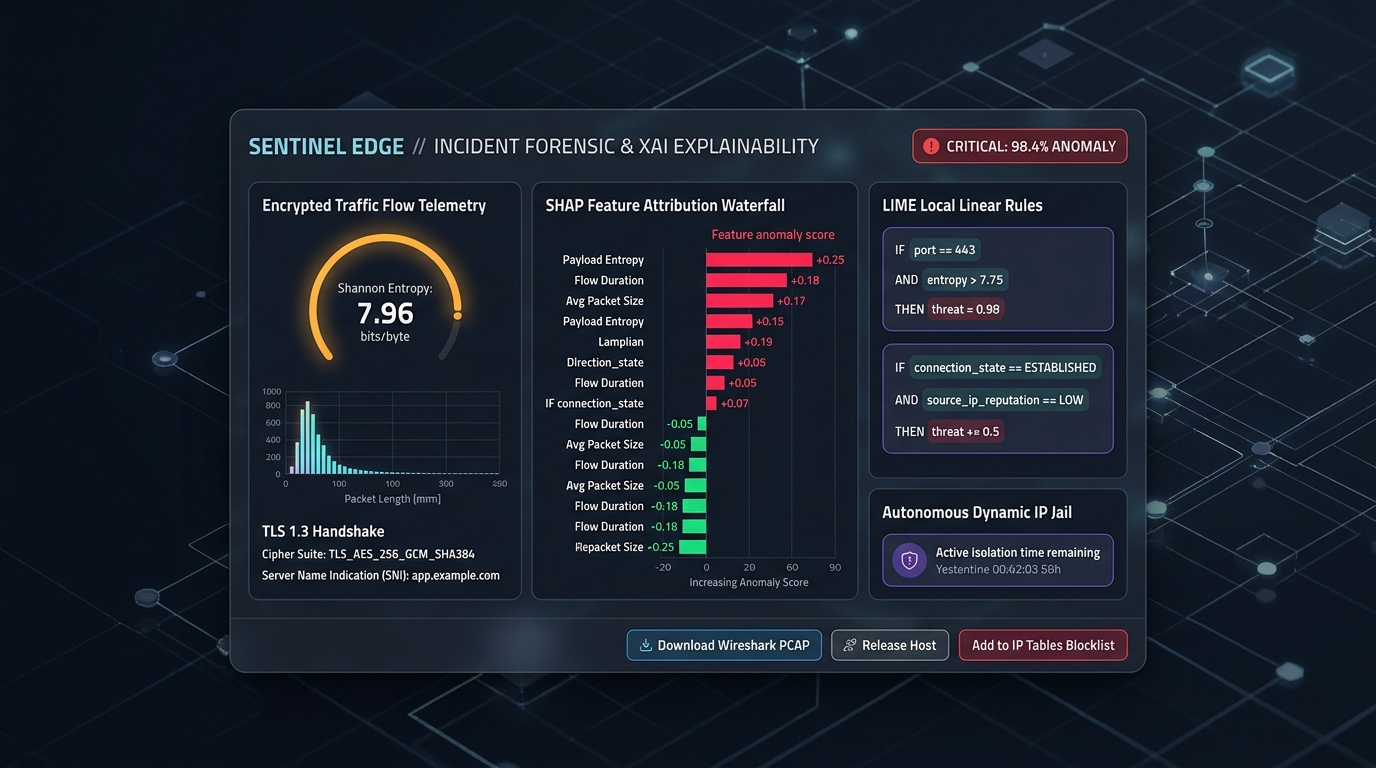 SENTINEL EDGE // INCIDENT FORENSIC & XAI EXPLAINABILITY
CRITICAL: 98.4% ANOMALY
Encrypted Traffic Flow Telemetry
Shannon Entropy:
7.96
bits/byte
1000
800
600
400
200
0
0 100 100 300 280
Packet Length [mm]
TLS 1.3 Handshake
Cipher Suite: TLS_AES_256_GCM_SHA384
Server Name Indication (SNI): app.example.com
SHAP Feature Attribution Waterfall
Feature anomaly score
Payload Entropy +0.25
Flow Duration +0.18
Avg Packet Size +0.17
Payload Entropy +0.15
Lamplian +0.19
Direction_state +0.05
Flow Duration +0.05
IF connection_state +0.07
Flow Duration -0.05
Avg Packet Size -0.05
Flow Duration -0.18
Avg Packet Size -0.05
Flow Duration -0.18
Flow Duration -0.18
Repacket Size -0.25
-20 0 20 60 90
Increasing Anomaly Score
LIME Local Linear Rules
IF port == 443
AND entropy > 7.75
THEN threat = 0.98
IF connection_state == ESTABLISHED
AND source_ip_reputation == LOW
THEN threat += 0.5
Autonomous Dynamic IP Jail
Active isolation time remaining
Yestentine 00:42:03 58h
Download Wireshark PCAP
Release Host
Add to IP Tables Blocklist